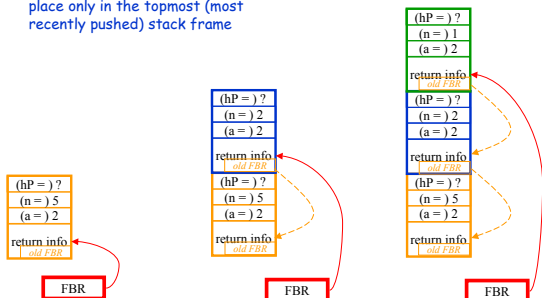 place only in the topmost (most
recently pushed) stack frame
(hP = ) ?
(n = ) 5
(a = ) 2
return info
old FBR
FBR
(hP = ) ?
(n = ) 2
(a = ) 2
return info
old FBR
(hP = ) ?
(n = ) 5
(a = ) 2
return info
old FBR
FBR
(hP = ) ?
(n = ) 1
(a = ) 2
return info
old FBR
(hP = ) ?
(n = ) 2
(a = ) 2
return info
old FBR
(hP = ) ?
(n = ) 5
(a = ) 2
return info
old FBR
FBR